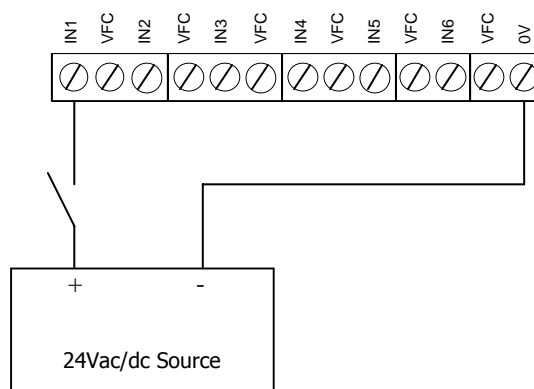 IN1 VFC IN2 VFC IN3 VFC IN4 VFC IN5 VFC IN6 VFC 0V
+ -
24Vac/dc Source